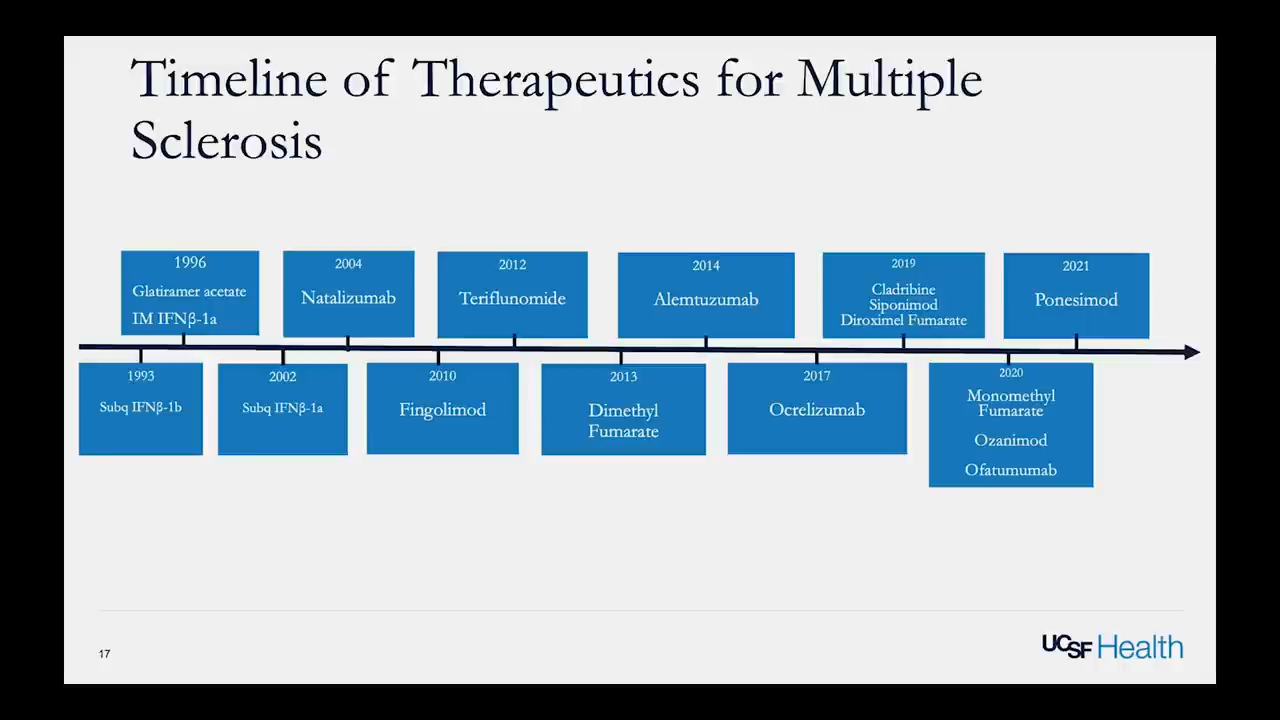 Timeline of Therapeutics for Multiple
Sclerosis
1996
Glatiramer acetate
IM IFNβ-1a
2004
Natalizumab
2012
Teriflunomide
2014
Alemtuzumab
2019
Cladribine
Siponimod
Diroximel Fumarate
2021
Ponesimod
1993
Subq IFNβ-1b
2002
Subq IFNβ-1a
2010
Fingolimod
2013
Dimethyl
Fumarate
2017
Ocrelizumab
2020
Monomethyl
Fumarate
Ozanimod
Ofatumumab
17
UCSF Health